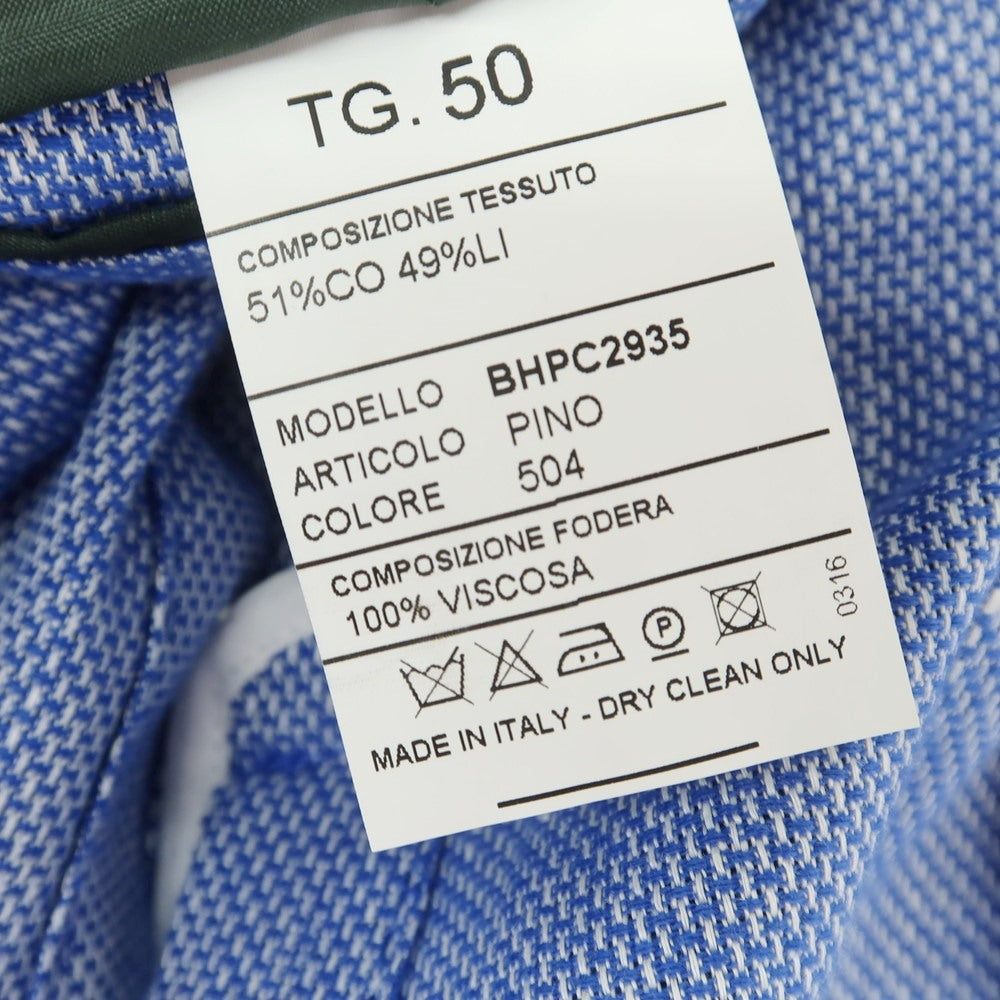 TG. 50
COMPOSIZIONE TESSUTO
51%CO 49%LI
MODELLO BHPC2935
ARTICOLO PINO
COLORE 504
COMPOSIZIONE FODERA
100% VISCOSA
P
0316
MADE IN ITALY - DRY CLEAN ONLY